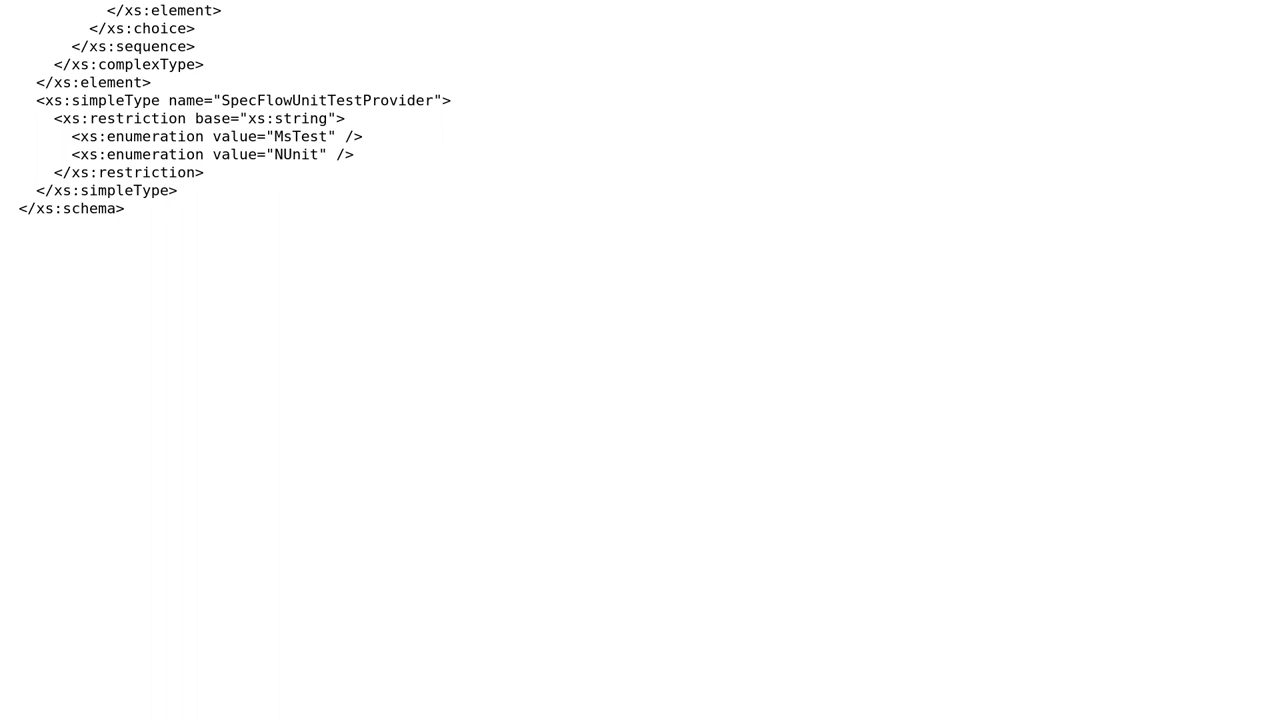 </xs:element>
        </xs:choice>
      </xs:sequence>
    </xs:complexType>
  </xs:element>
  <xs:simpleType name="SpecFlowUnitTestProvider">
    <xs:restriction base="xs:string">
      <xs:enumeration value="MsTest" />
      <xs:enumeration value="NUnit" />
    </xs:restriction>
  </xs:simpleType>
</xs:schema>